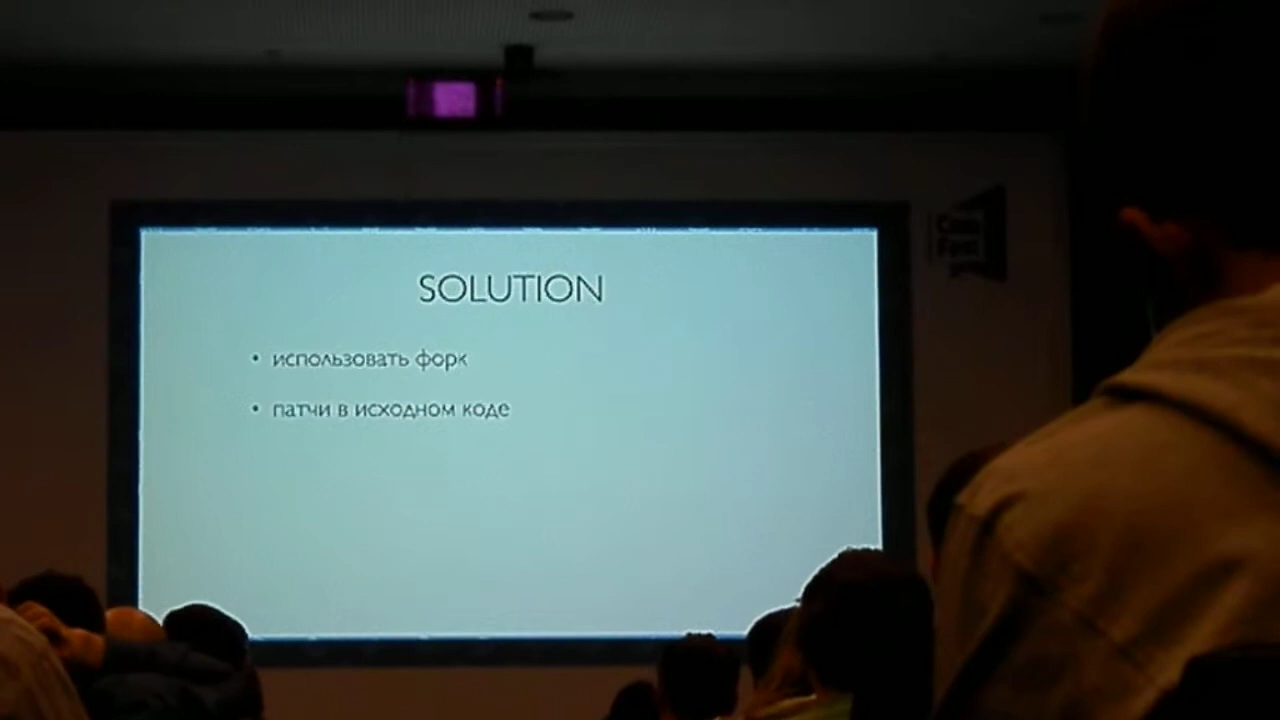 SOLUTION
• использовать форк
• патчи в исходном коде